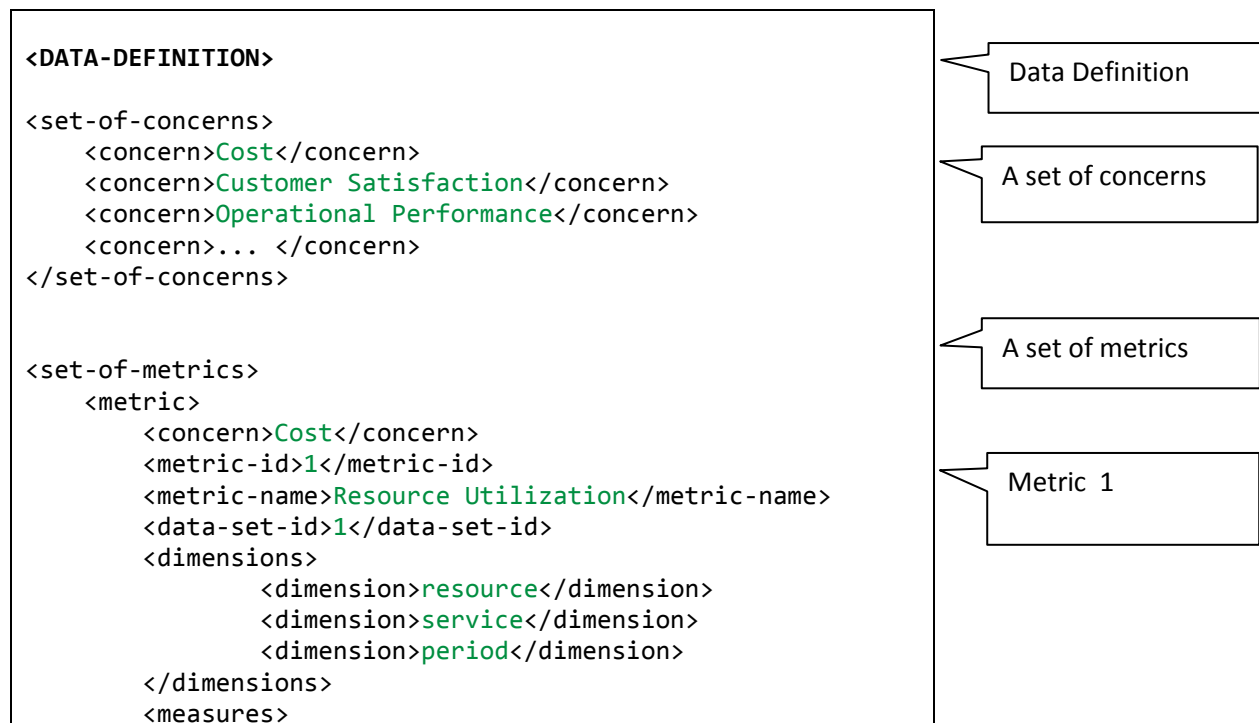 <DATA-DEFINITION>
Data Definition
<set-of-concerns>
    <concern>Cost</concern>
    <concern>Customer Satisfaction</concern>
    <concern>Operational Performance</concern>
    <concern>... </concern>
</set-of-concerns>
A set of concerns
<set-of-metrics>
A set of metrics
    <metric>
        <concern>Cost</concern>
        <metric-id>1</metric-id>
        <metric-name>Resource Utilization</metric-name>
        <data-set-id>1</data-set-id>
        <dimensions>
                <dimension>resource</dimension>
                <dimension>service</dimension>
                <dimension>period</dimension>
        </dimensions>
        <measures>
Metric 1